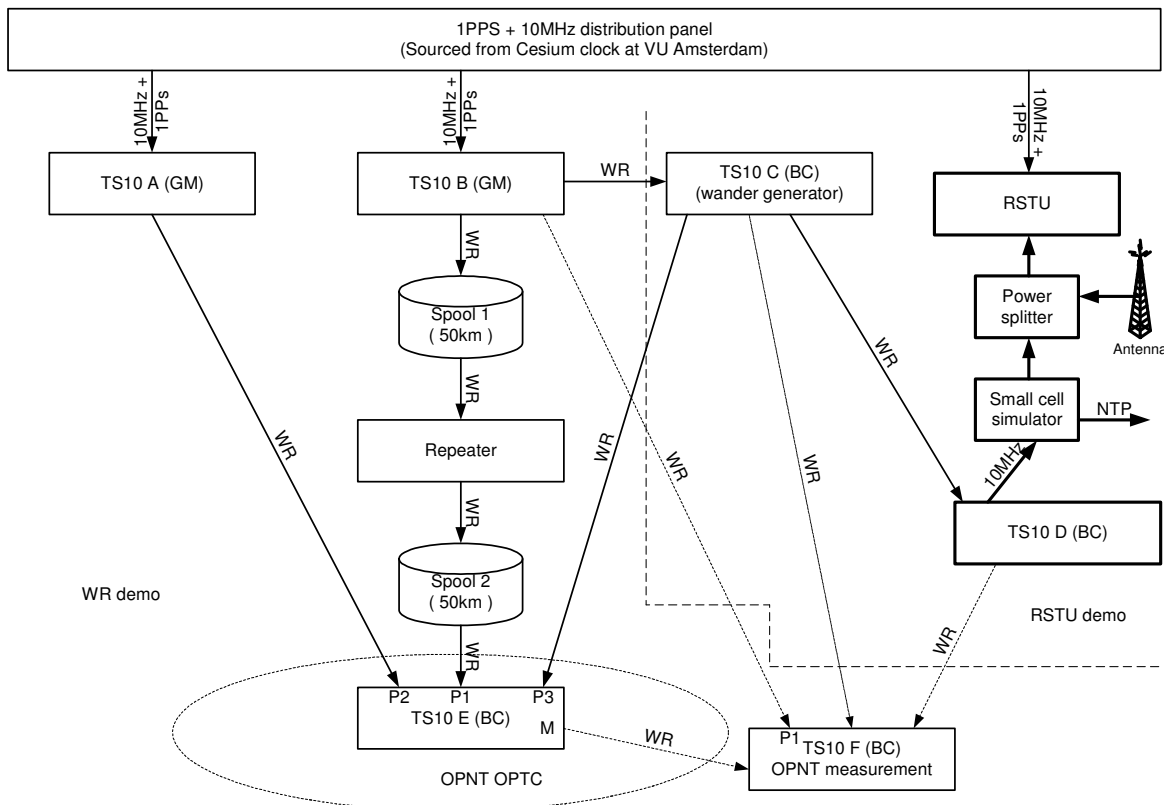 1PPS + 10MHz distribution panel
(Sourced from Cesium clock at VU Amsterdam)
10MHz +
1PPs
10MHz +
1PPs
10MHz +
1PPs
TS10 A (GM)
TS10 B (GM)
WR
TS10 C (BC)
(wander generator)
RSTU
WR
Spool 1
( 50km )
Power
splitter
Antenna
WR
WR
Small cell
simulator
NTP
WR
Repeater
WR
WR
WR
10MHz
WR
TS10 D (BC)
Spool 2
( 50km )
WR demo
RSTU demo
WR
WR
P2
P1
P3
TS10 E (BC)
M
WR
P1
TS10 F (BC)
OPNT measurement
OPNT OPTC